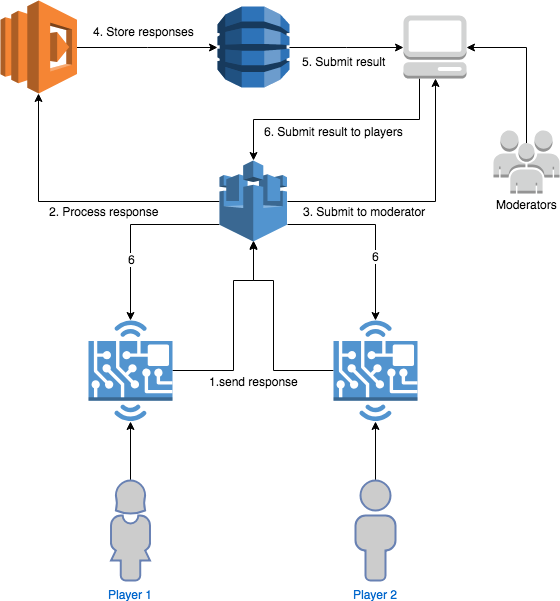 4. Store responses
5. Submit result
6. Submit result to players
Moderators
2. Process response
3. Submit to moderator
6
6
1.send response
Player 1
Player 2